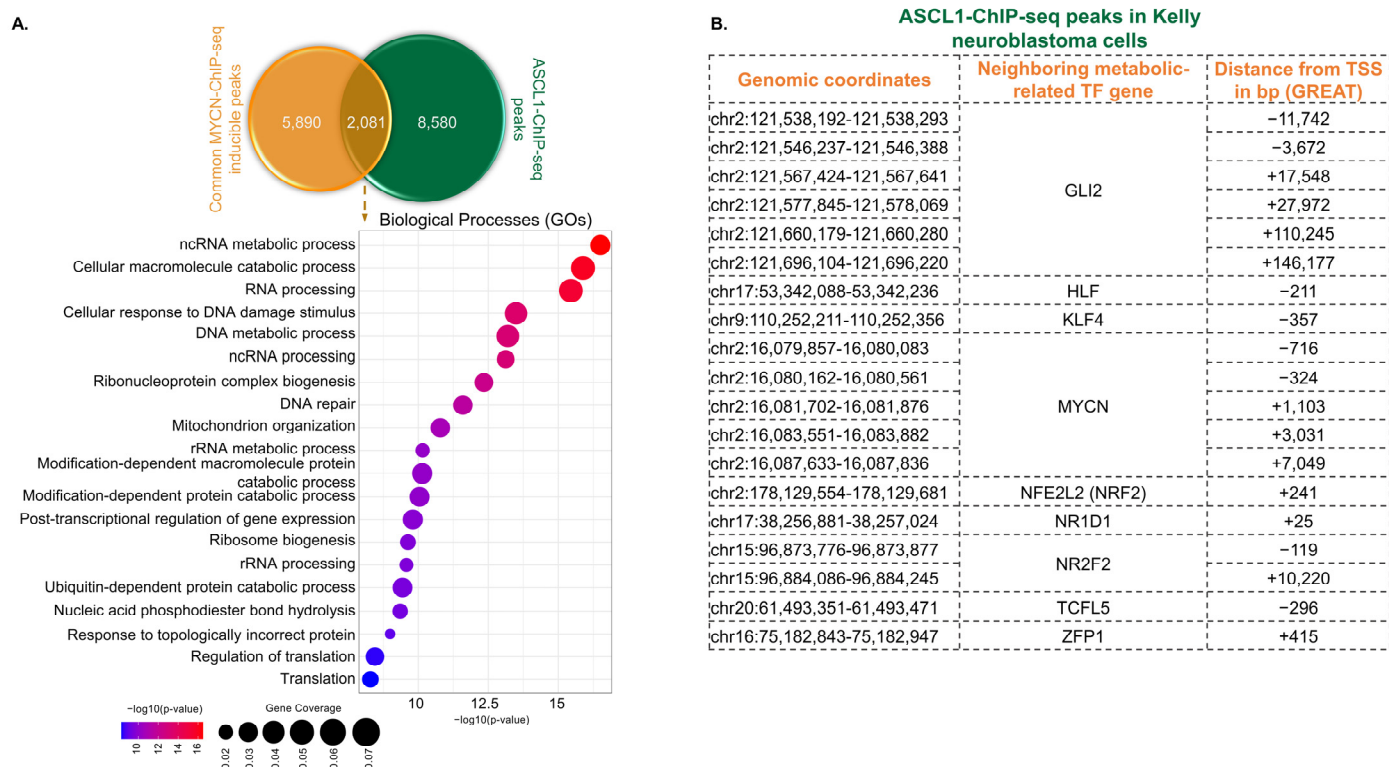 A.
Common MYCN-ChIP-seq
inducible peaks
5,890
2,081
8,580
ASCL1-ChIP-seq
peaks
Biological Processes (GOs)
ncRNA metabolic process
Cellular macromolecule catabolic process
RNA processing
Cellular response to DNA damage stimulus
DNA metabolic process
ncRNA processing
Ribonucleoprotein complex biogenesis
DNA repair
Mitochondrion organization
rRNA metabolic process
Modification-dependent macromolecule protein
catabolic process
Modification-dependent protein catabolic process
Post-transcriptional regulation of gene expression
Ribosome biogenesis
rRNA processing
Ubiquitin-dependent protein catabolic process
Nucleic acid phosphodiester bond hydrolysis
Response to topologically incorrect protein
Regulation of translation
Translation
10 12.5 15
−log10(p-value)
−log10(p-value)
10 12 14 16
Gene Coverage
0.02 0.03 0.04 0.05 0.06 0.07
B.
ASCL1-ChIP-seq peaks in Kelly
neuroblastoma cells
Genomic coordinates
Neighboring metabolic-
related TF gene
Distance from TSS
in bp (GREAT)
chr2:121,538,192-121,538,293 −11,742
chr2:121,546,237-121,546,388 −3,672
chr2:121,567,424-121,567,641 +17,548
GLI2
chr2:121,577,845-121,578,069 +27,972
chr2:121,660,179-121,660,280 +110,245
chr2:121,696,104-121,696,220 +146,177
chr17:53,342,088-53,342,236 HLF −211
chr9:110,252,211-110,252,356 KLF4 −357
chr2:16,079,857-16,080,083 −716
chr2:16,080,162-16,080,561 −324
chr2:16,081,702-16,081,876 MYCN +1,103
chr2:16,083,551-16,083,882 +3,031
chr2:16,087,633-16,087,836 +7,049
chr2:178,129,554-178,129,681 NFE2L2 (NRF2) +241
chr17:38,256,881-38,257,024 NR1D1 +25
chr15:96,873,776-96,873,877 −119
NR2F2
chr15:96,884,086-96,884,245 +10,220
chr20:61,493,351-61,493,471 TCFL5 −296
chr16:75,182,843-75,182,947 ZFP1 +415